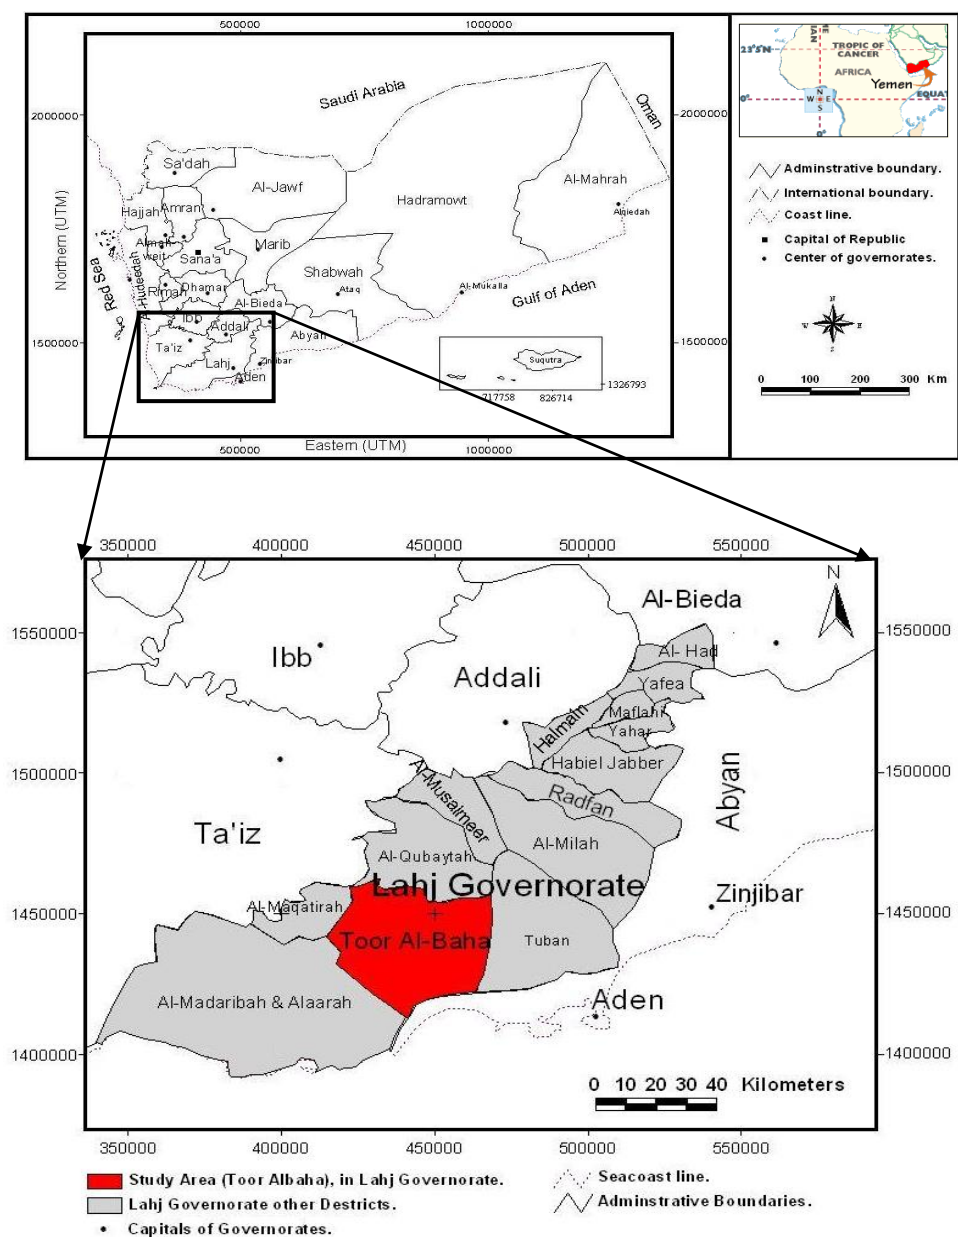 500000
1000000
2000000
2000000
1500000
1500000
Northern (UTM)
Eastern (UTM)
500000
1000000
Saudi Arabia
Oman
Red Sea
Gulf of Aden
Sa'dah
Al-Jawf
Hajjah
Amran
Hadramowt
Al-Mahrah
Alqiedah
Marib
Sana'a
Shabwah
Ataq
Al-Mukalla
Riman
Dhamar
Al-Bieda
Ibb
Addali
Abyan
Ta'iz
Lahj
Zinjibar
Aden
Suqutra
1326793
717758
826714
23°5'N
TROPIC OF
CANCER
AFRICA
Yemen
N
W
E
S
0°
EQUAT
0°
Adminstrative boundary.
International boundary.
Coast line.
Capital of Republic
Center of governorates.
N
W
E
S
0
100
200
300
Km
350000
400000
450000
500000
550000
1550000
1550000
1500000
1500000
1450000
1450000
1400000
1400000
N
Al-Bieda
Ibb
Addali
Al- Had
Yafea
Maflahi
Yahar
Halmain
Habiel Jabber
Radfan
Al-Musaimeer
Al-Milah
Abyan
Ta'iz
Al-Qubaytah
Lahj Governorate
Zinjibar
Al-Maqatirah
Toor Al-Baha
Tuban
Al-Madaribah & Alaarah
Aden
0 10 20 30 40 Kilometers
350000
400000
450000
500000
550000
Study Area (Toor Albaha), in Lahj Governorate.
Lahj Governorate other Destricts.
Capitals of Governorates.
Seacoast line.
Adminstrative Boundaries.